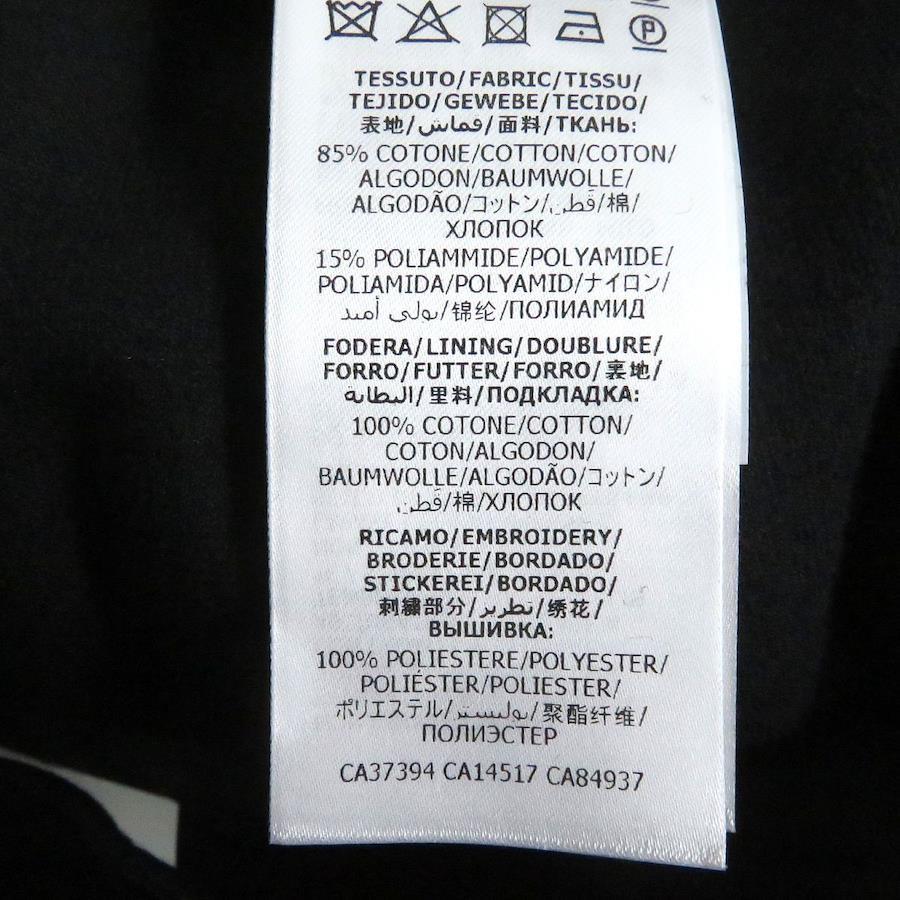 P
TESSUTO/FABRIC/TISSU/
TEJIDO/GEWEBE/TECIDO/
表地/قماش/面料/ТКАНЬ:
85% COTONE/COTTON/COTON/
ALGODON/BAUMWOLLE/
ALGODÃO/コットン/قطن/棉/
ХЛОПОК
15% POLIAMMIDE/POLYAMIDE/
POLIAMIDA/POLYAMID/ナイロン/
بولي أميد/锦纶/ПОЛИАМИД
FODERA/LINING/DOUBLURE/
FORRO/FUTTER/FORRO/裏地/
البطانة/里料/ПОДКЛАДКА:
100% COTONE/COTTON/
COTON/ALGODON/
BAUMWOLLE/ALGODÃO/コットン/
قطن/棉/ХЛОПОК
RICAMO/EMBROIDERY/
BRODERIE/BORDADO/
STICKEREI/BORDADO/
刺繍部分/تطريز/绣花/
ВЫШИВКА:
100% POLIESTERE/POLYESTER/
POLIÉSTER/POLIESTER/
ポリエステル/بوليستر/聚酯纤维/
ПОЛИЭСТЕР
CA37394 CA14517 CA84937